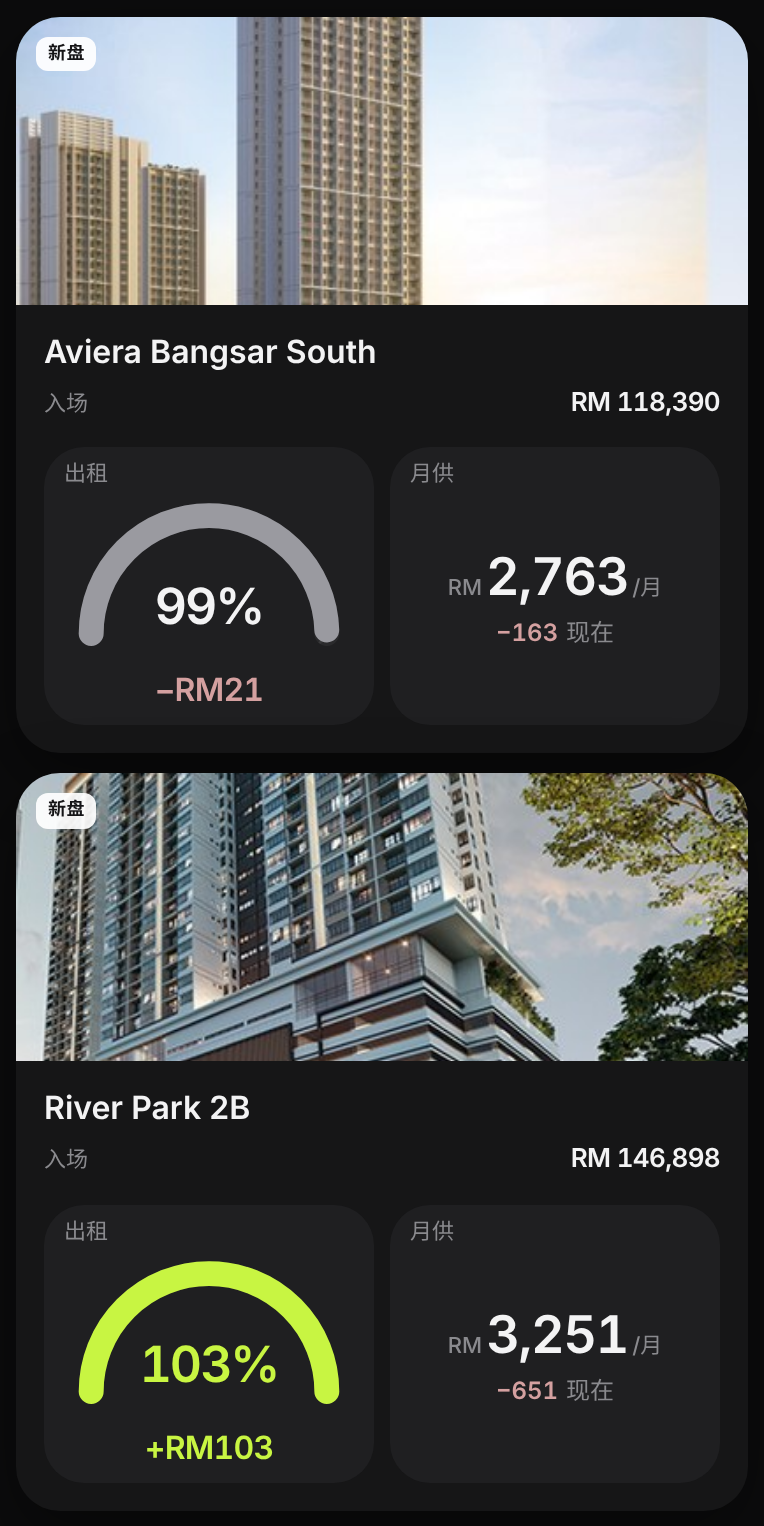 新盘
Aviera Bangsar South
入场 RM 118,390
出租 月供
99% RM 2,763 /月
−163 现在
−RM21
新盘
River Park 2B
入场 RM 146,898
出租 月供
103% RM 3,251 /月
−651 现在
+RM103